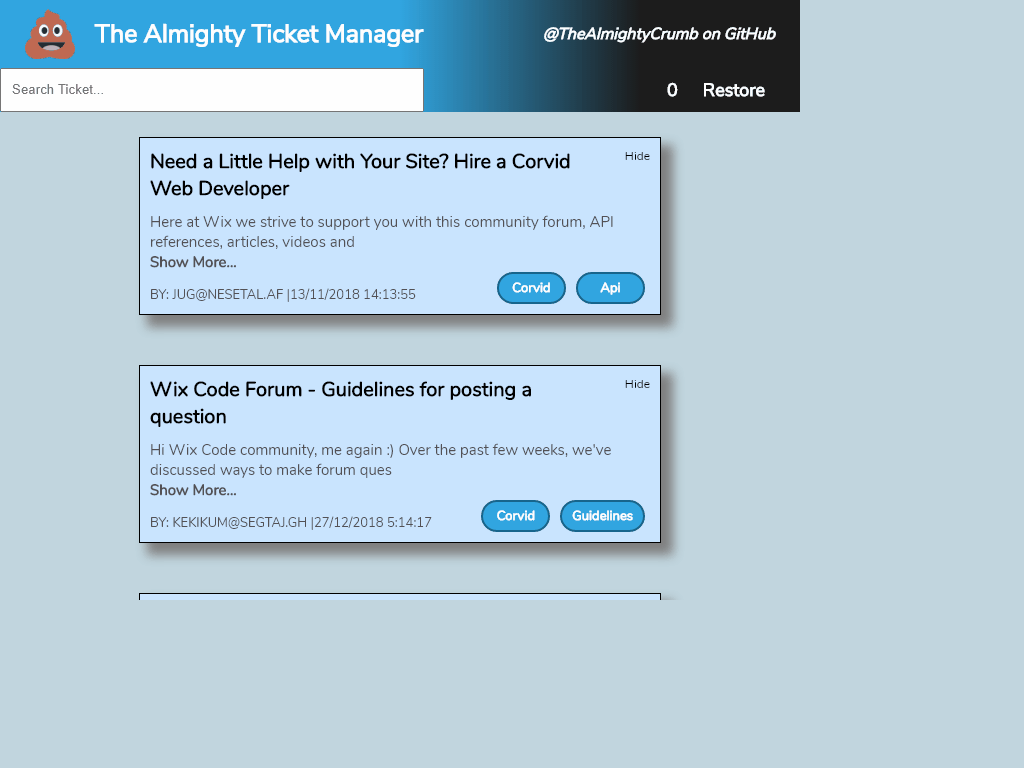 The Almighty Ticket Manager
@TheAlmightyCrumb on GitHub
Search Ticket...
0 Restore
Need a Little Help with Your Site? Hire a Corvid
Web Developer
Hide
Here at Wix we strive to support you with this community forum, API
references, articles, videos and
Show More...
BY: JUG@NESETAL.AF |13/11/2018 14:13:55
Corvid
Api
Wix Code Forum - Guidelines for posting a
question
Hide
Hi Wix Code community, me again :) Over the past few weeks, we've
discussed ways to make forum ques
Show More...
BY: KEKIKUM@SEGTAJ.GH |27/12/2018 5:14:17
Corvid
Guidelines